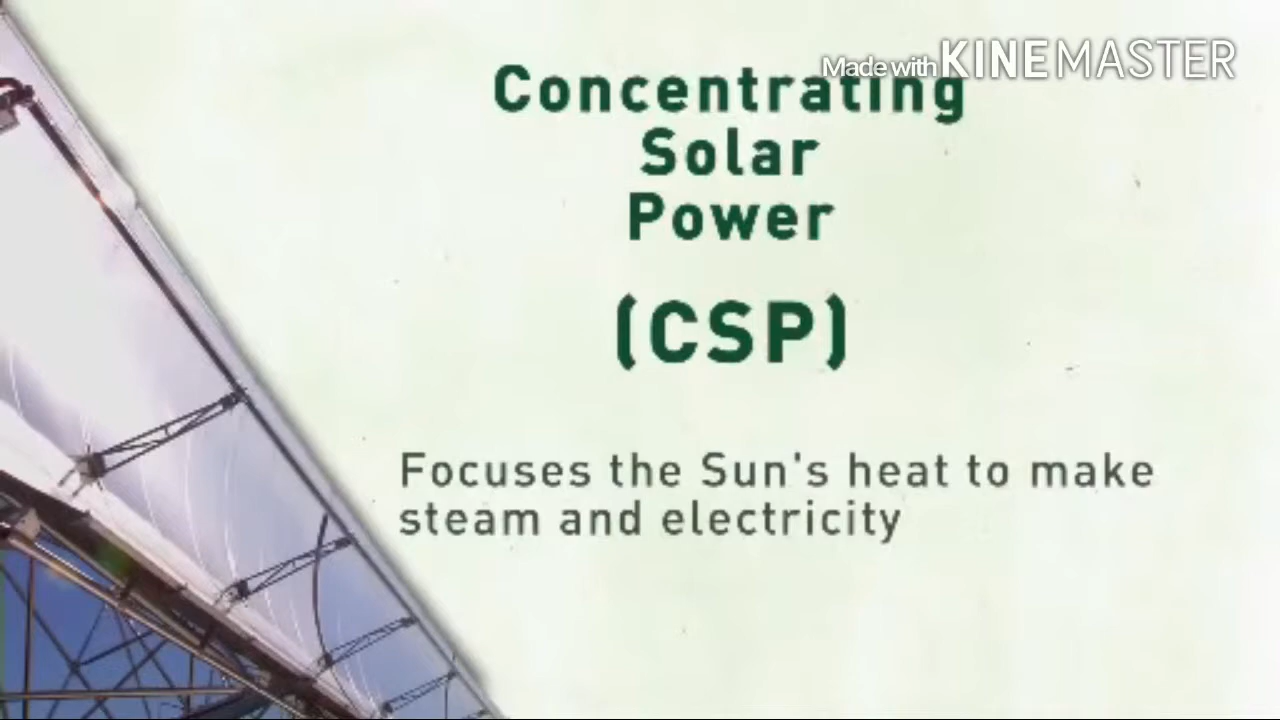 Made with KINEMASTER
Concentrating
Solar
Power
(CSP)
Focuses the Sun's heat to make
steam and electricity